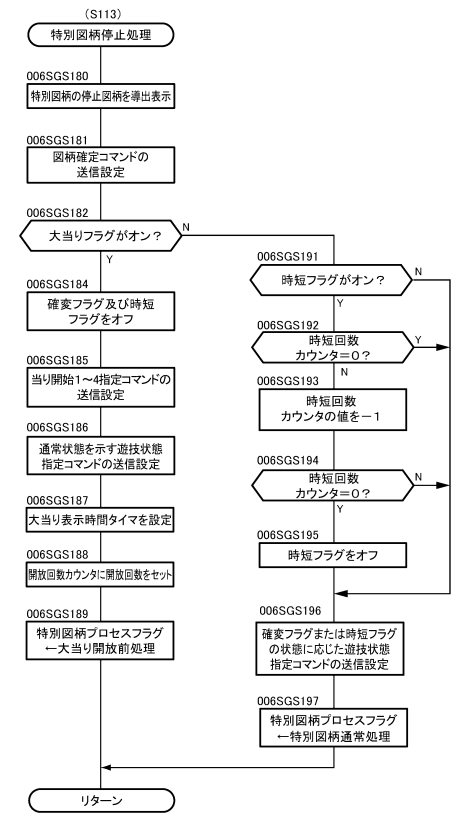 （S113）
特別図柄停止処理
006SGS180
特別図柄の停止図柄を導出表示
006SGS181
図柄確定コマンドの
送信設定
006SGS182
大当りフラグがオン？
N
Y
006SGS184
確変フラグ及び時短
フラグをオフ
006SGS185
当り開始1～4指定コマンドの
送信設定
006SGS186
通常状態を示す遊技状態
指定コマンドの送信設定
006SGS187
大当り表示時間タイマを設定
006SGS188
開放回数カウンタに開放回数をセット
006SGS189
特別図柄プロセスフラグ
←大当り開放前処理
006SGS191
時短フラグがオン？
N
Y
006SGS192
時短回数
カウンタ＝0？
Y
N
006SGS193
時短回数
カウンタの値を－1
006SGS194
時短回数
カウンタ＝0？
N
Y
006SGS195
時短フラグをオフ
006SGS196
確変フラグまたは時短フラグ
の状態に応じた遊技状態
指定コマンドの送信設定
006SGS197
特別図柄プロセスフラグ
←特別図柄通常処理
リターン